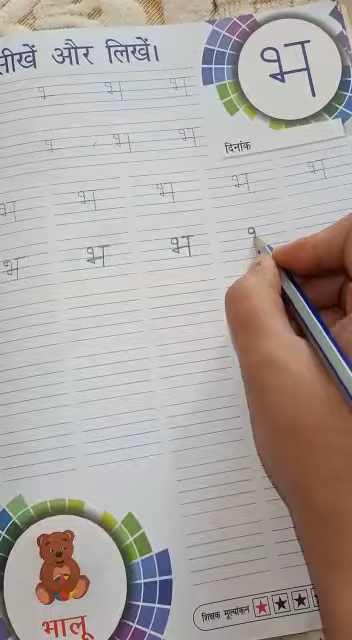 सीखें और लिखें।
भ
भ भ
दिनांक
भ भ
भ भ भ भ भ
भ भ भ
भालू
शिक्षक मूल्यांकन